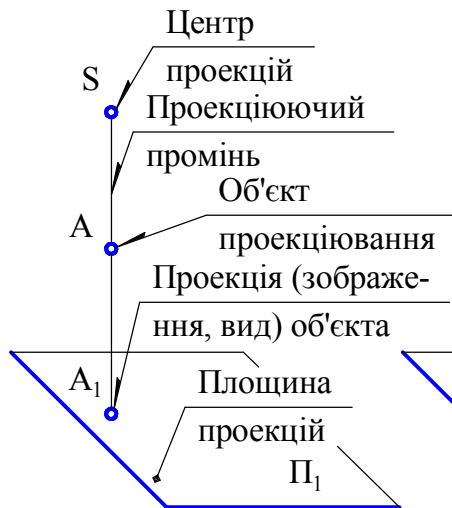 Центр
проекцій
S
Проекціюючий
промінь
Об'єкт
A
проекціювання
Проекція (зображе-
ння, вид) об'єкта
A₁
Площина
проекцій
П₁